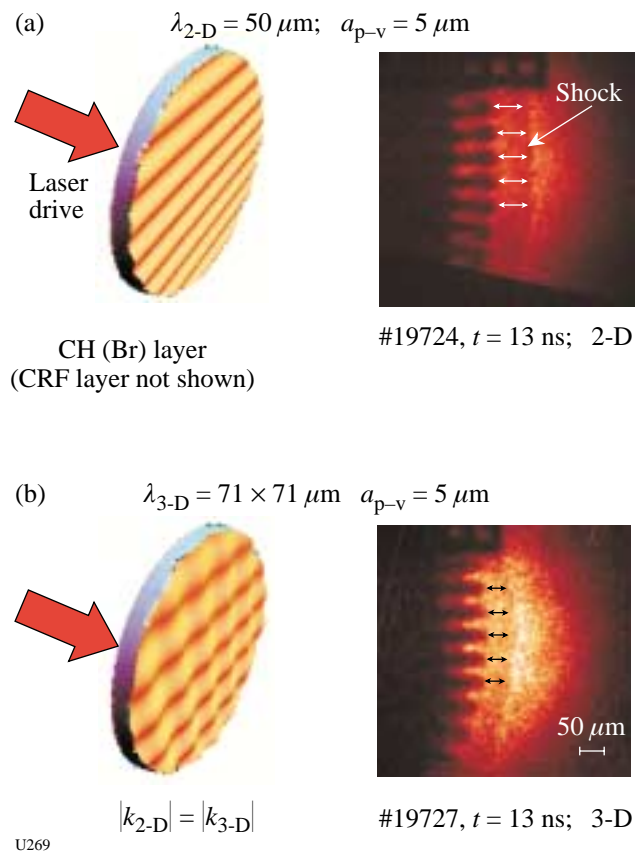 (a) λ2-D = 50 μm; ap–v = 5 μm
Shock
Laser
drive
CH (Br) layer
(CRF layer not shown)
#19724, t = 13 ns; 2-D
(b) λ3-D = 71 × 71 μm ap–v = 5 μm
50 μm
|k2-D| = |k3-D|
#19727, t = 13 ns; 3-D
U269